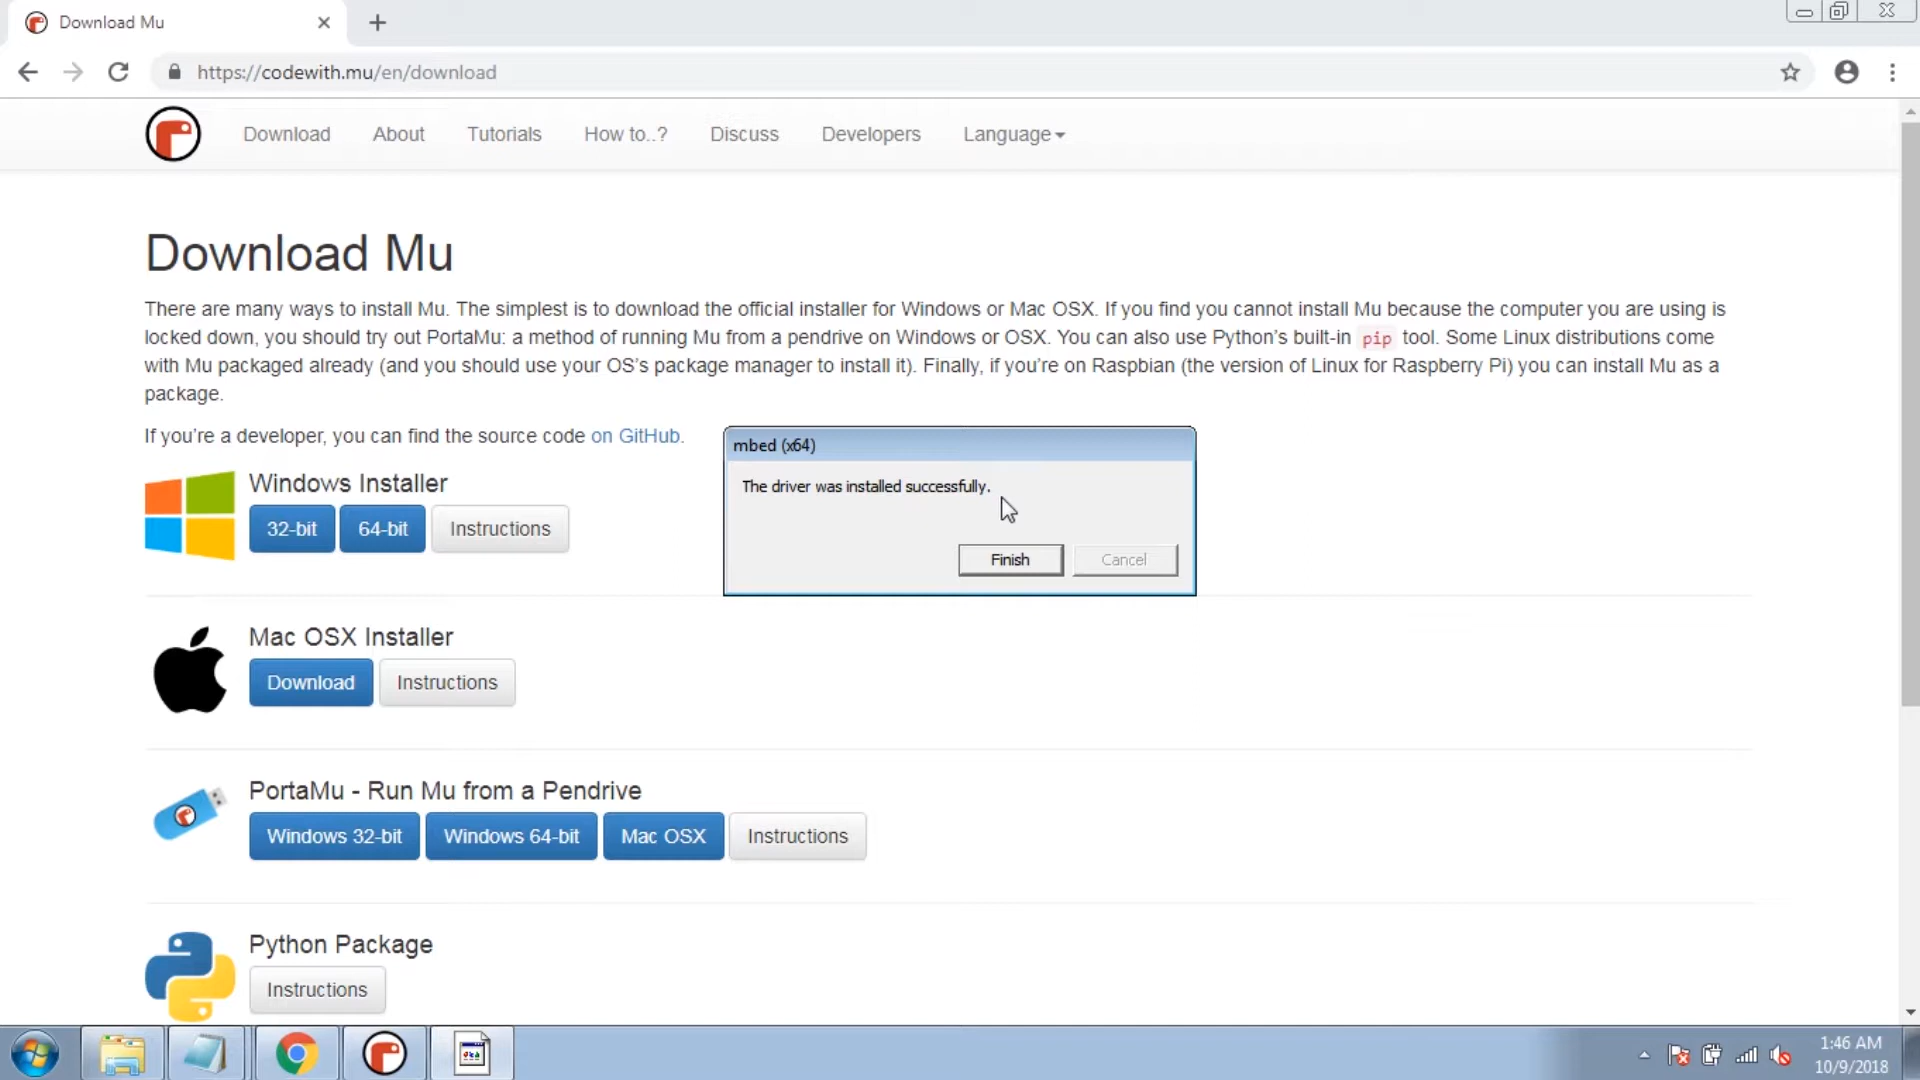 Download Mu
https://codewith.mu/en/download
Download About Tutorials How to..? Discuss Developers Language
Download Mu
There are many ways to install Mu. The simplest is to download the official installer for Windows or Mac OSX. If you find you cannot install Mu because the computer you are using is
locked down, you should try out PortaMu: a method of running Mu from a pendrive on Windows or OSX. You can also use Python’s built-in pip tool. Some Linux distributions come
with Mu packaged already (and you should use your OS’s package manager to install it). Finally, if you’re on Raspbian (the version of Linux for Raspberry Pi) you can install Mu as a
package.
If you’re a developer, you can find the source code on GitHub.
mbed (x64)
The driver was installed successfully.
Finish Cancel
Windows Installer
32-bit 64-bit Instructions
Mac OSX Installer
Download Instructions
PortaMu - Run Mu from a Pendrive
Windows 32-bit Windows 64-bit Mac OSX Instructions
Python Package
Instructions
1:46 AM
10/9/2018